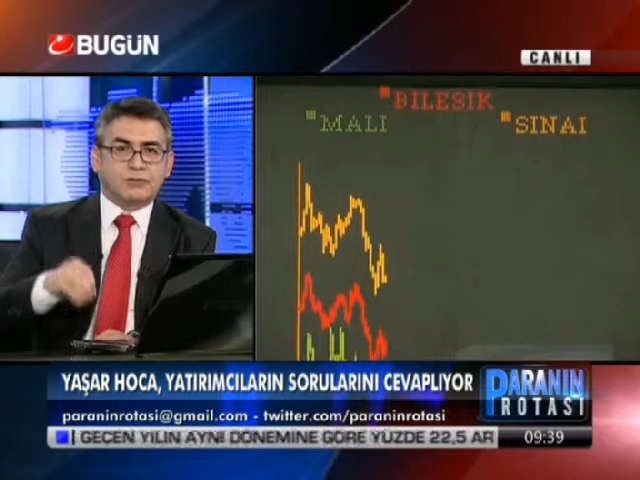 BUGÜN
CANLI
BILESIK
MALI
SINAI
YAŞAR HOCA, YATIRIMCILARIN SORULARINI CEVAPLIYOR
PARANIN
ROTASI
paraninrotasi@gmail.com - twitter.com/paraninrotasi
GEÇEN YILIN AYNI DÖNEMİNE GÖRE YÜZDE 22,5 AR
09:39